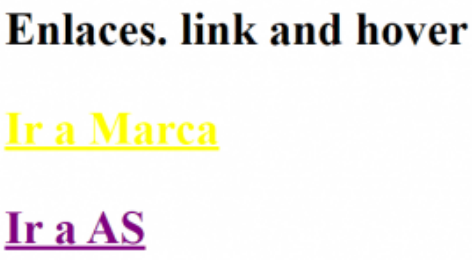 Enlaces. link and hover
Ir a Marca
Ir a AS